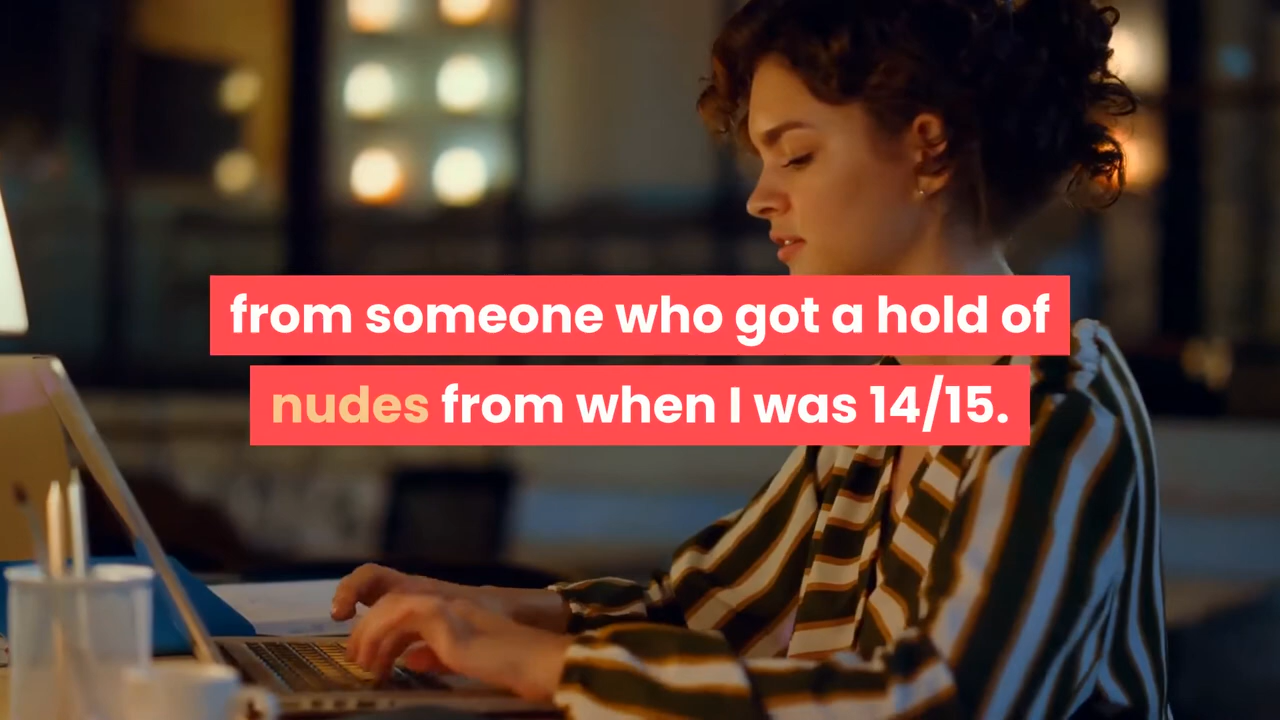 from someone who got a hold of
nudes from when I was 14/15.